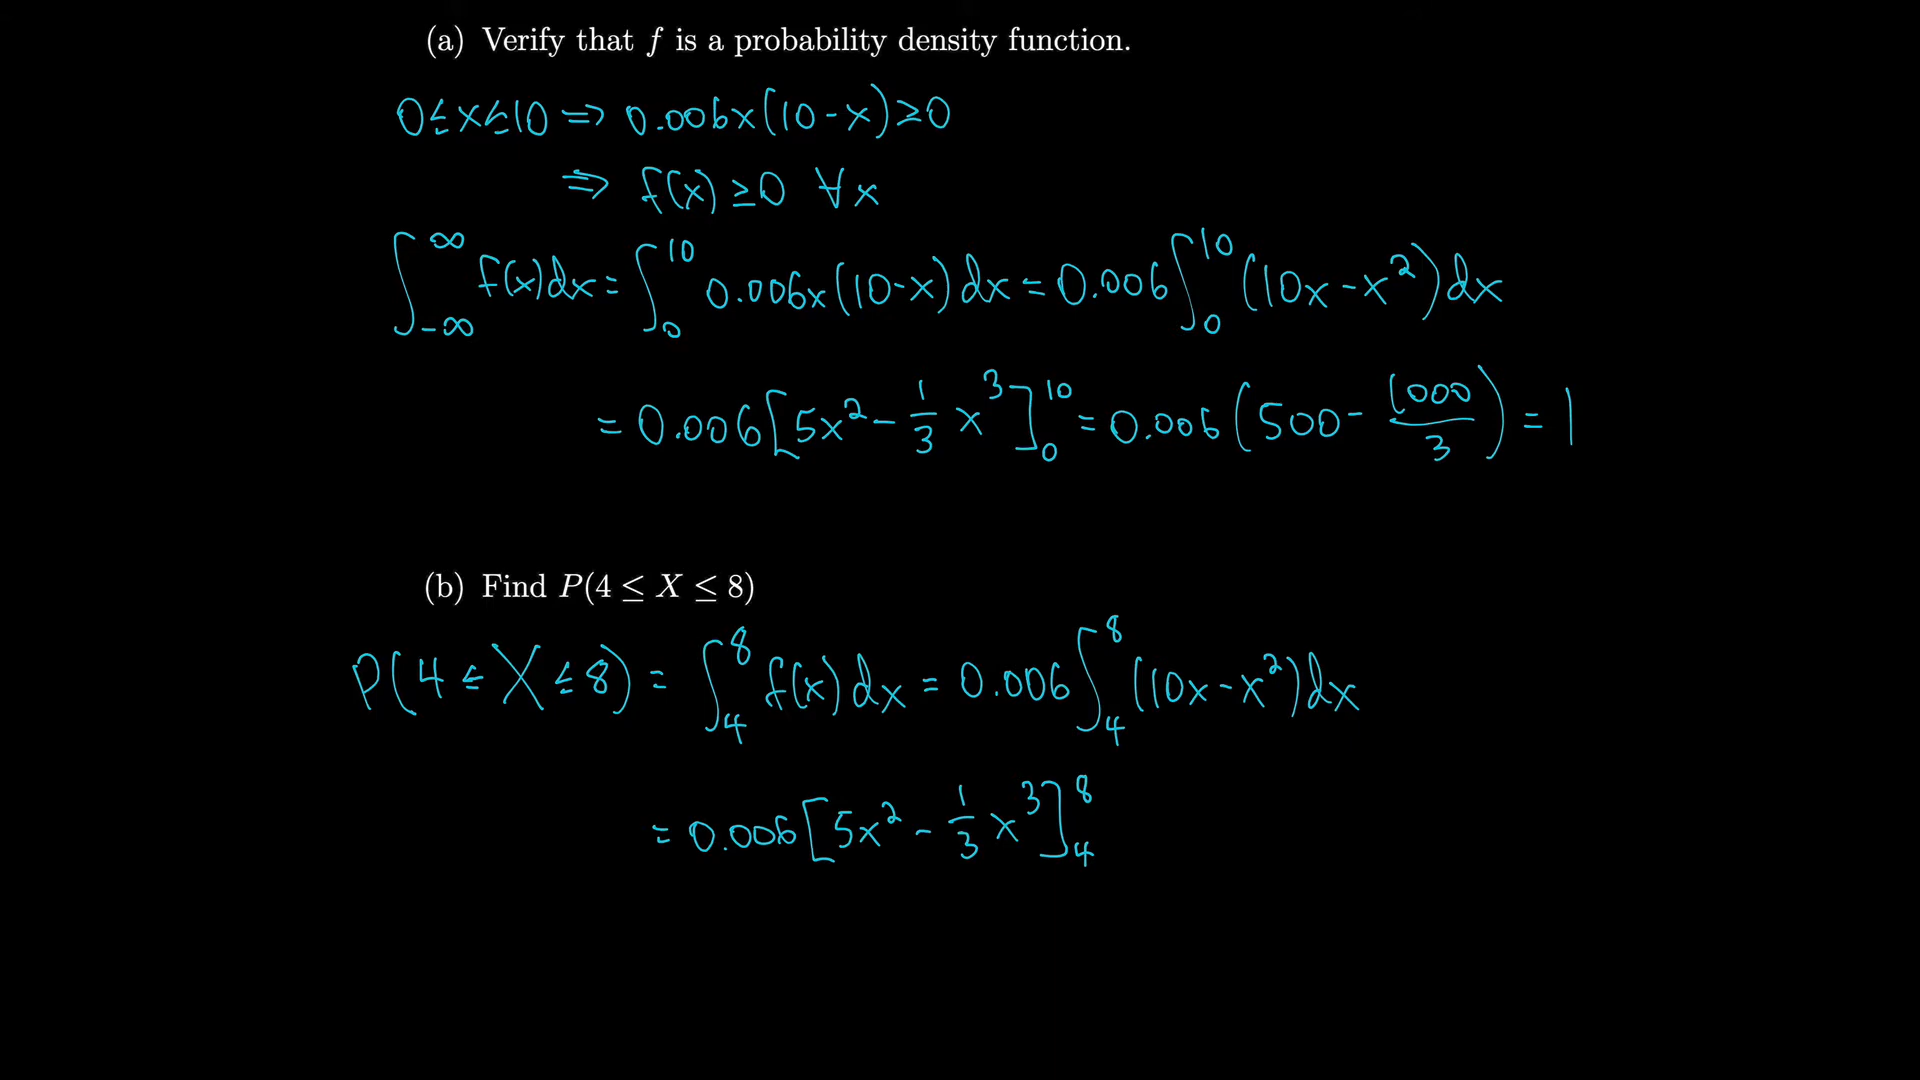 (a) Verify that f is a probability density function.
0≤x≤10 ⇒ 0.006x(10-x)≥0
⇒ f(x)≥0 ∀x
∫_{-∞}^{∞} f(x)dx = ∫_0^{10} 0.006x(10-x)dx = 0.006∫_0^{10} (10x-x²)dx
= 0.006[5x² - 1/3 x³]_0^{10} = 0.006(500 - 1000/3) = 1
(b) Find P(4 ≤ X ≤ 8)
P(4≤X≤8) = ∫_4^8 f(x)dx = 0.006∫_4^8 (10x-x²)dx
= 0.006[5x² - 1/3 x³]_4^8